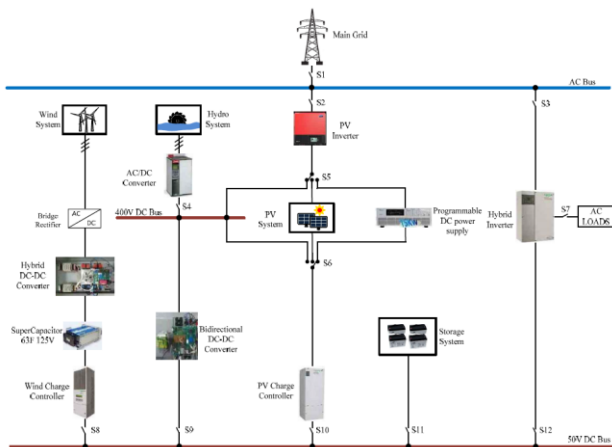 Main Grid
S1
AC Bus
S2
S3
Wind
System
Hydro
System
PV
Inverter
AC/DC
Converter
S5
S4
400V DC Bus
AC
DC
Bridge
Rectifier
PV
System
Programmable
DC power
supply
Hybrid
Inverter
S7
AC
LOADS
S6
Hybrid
DC-DC
Converter
SuperCapacitor
63F 125V
Bidirectional
DC-DC
Converter
Storage
System
Wind Charge
Controller
PV Charge
Controller
S8
S9
S10
S11
S12
50V DC Bus